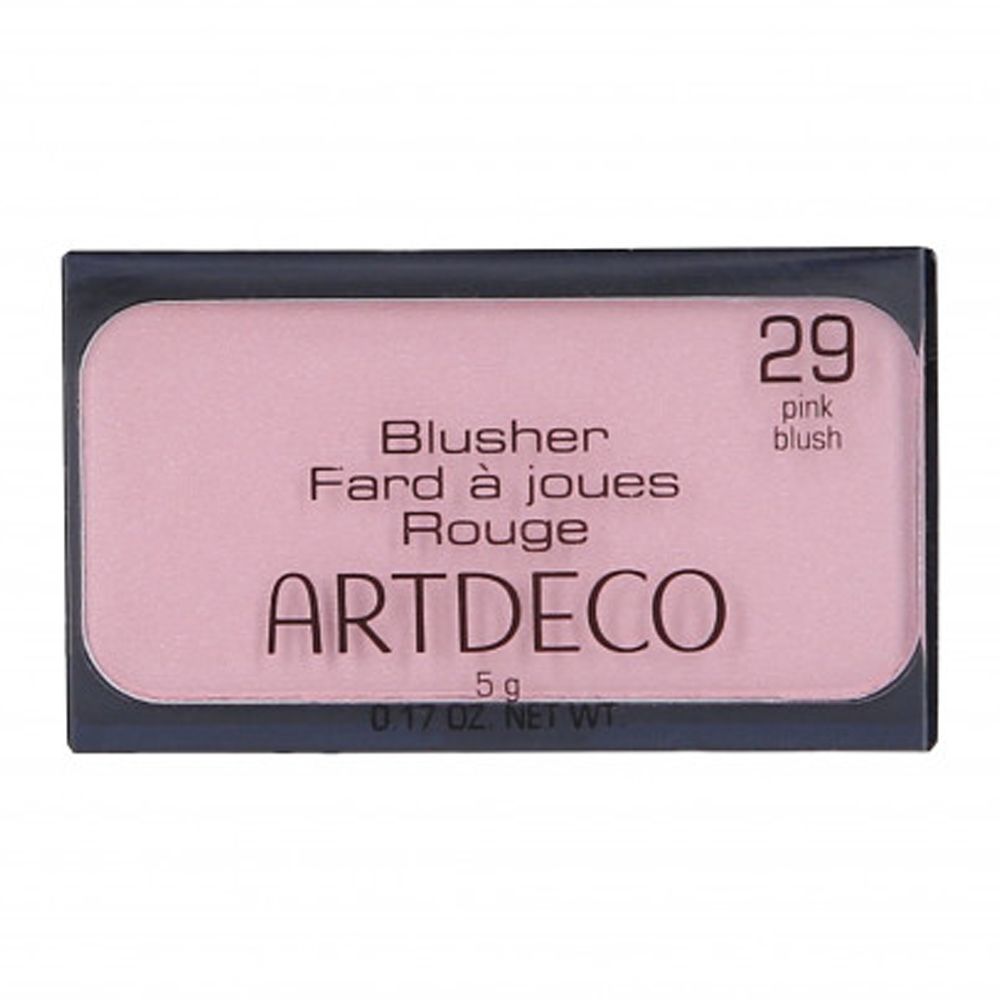 29
pink
blush
Blusher
Fard à joues
Rouge
ARTDECO
5 g
0.17 OZ. NET WT.